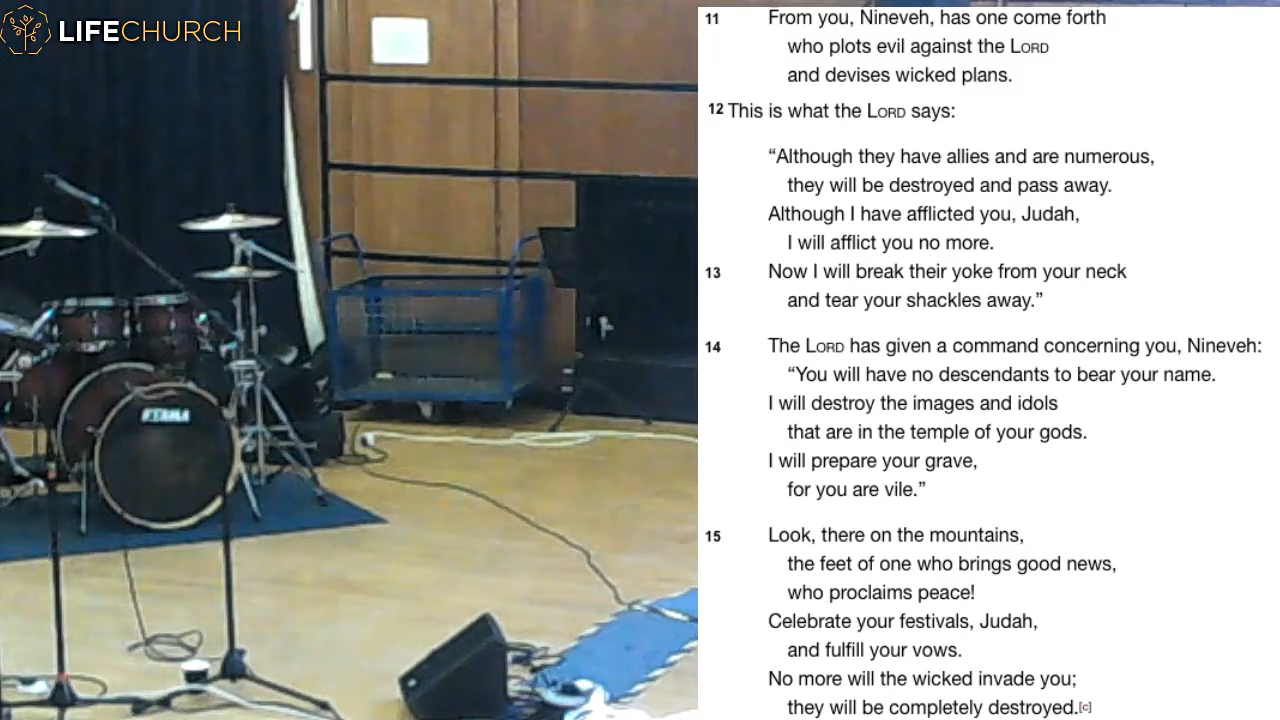 LIFECHURCH
11 From you, Nineveh, has one come forth
who plots evil against the LORD
and devises wicked plans.
12 This is what the LORD says:
“Although they have allies and are numerous,
they will be destroyed and pass away.
Although I have afflicted you, Judah,
I will afflict you no more.
13 Now I will break their yoke from your neck
and tear your shackles away.”
14 The LORD has given a command concerning you, Nineveh:
“You will have no descendants to bear your name.
I will destroy the images and idols
that are in the temple of your gods.
I will prepare your grave,
for you are vile.”
15 Look, there on the mountains,
the feet of one who brings good news,
who proclaims peace!
Celebrate your festivals, Judah,
and fulfill your vows.
No more will the wicked invade you;
they will be completely destroyed.[c]
TAMA